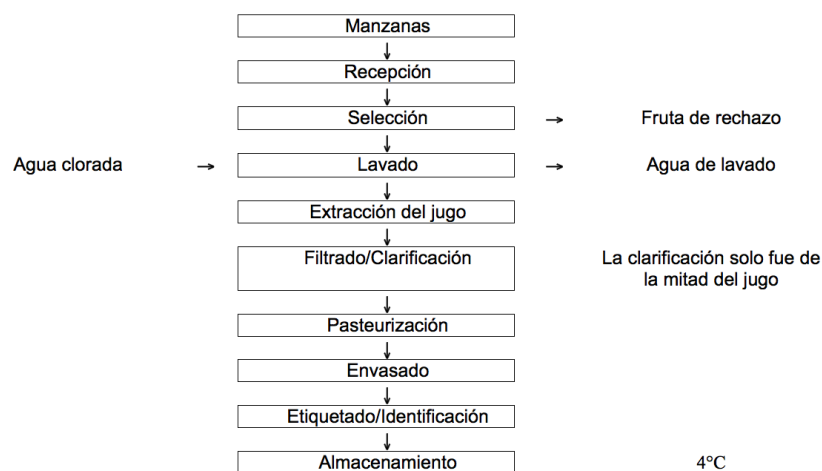 Manzanas
Recepción
Selección
Fruta de rechazo
Agua clorada
Lavado
Agua de lavado
Extracción del jugo
Filtrado/Clarificación
La clarificación solo fue de
la mitad del jugo
Pasteurización
Envasado
Etiquetado/Identificación
Almacenamiento
4°C